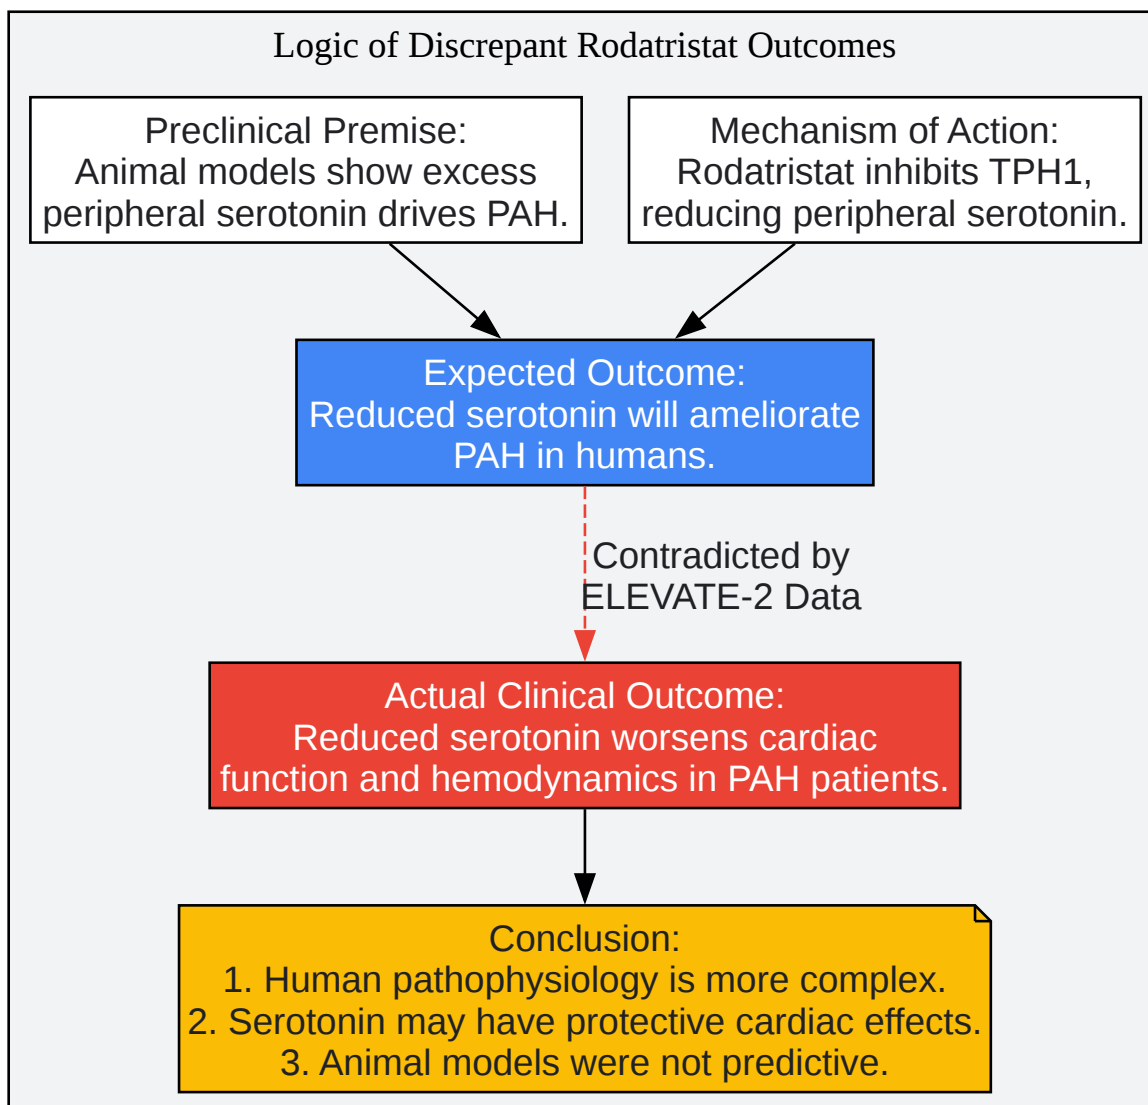 Logic of Discrepant Rodatristat Outcomes
Preclinical Premise:
Animal models show excess
peripheral serotonin drives PAH.
Mechanism of Action:
Rodatristat inhibits TPH1,
reducing peripheral serotonin.
Expected Outcome:
Reduced serotonin will ameliorate
PAH in humans.
Contradicted by
ELEVATE-2 Data
Actual Clinical Outcome:
Reduced serotonin worsens cardiac
function and hemodynamics in PAH patients.
Conclusion:
1. Human pathophysiology is more complex.
2. Serotonin may have protective cardiac effects.
3. Animal models were not predictive.